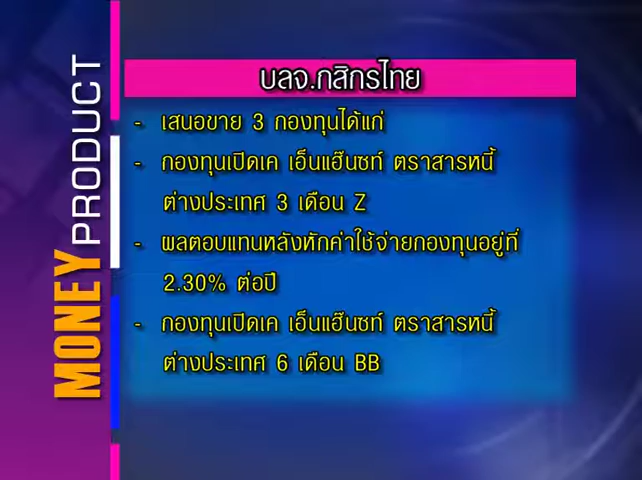 MONEY PRODUCT
บลจ.กสิกรไทย
- เสนอขาย 3 กองทุนได้แก่
- กองทุนเปิดเค เอ็นแฮ๊นซท์ ตราสารหนี้
ต่างประเทศ 3 เดือน Z
- ผลตอบแทนหลังหักค่าใช้จ่ายกองทุนอยู่ที่
2.30% ต่อปี
- กองทุนเปิดเค เอ็นแฮ๊นซท์ ตราสารหนี้
ต่างประเทศ 6 เดือน BB